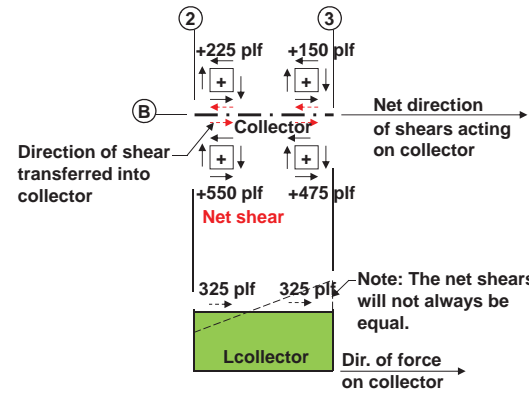 2 3
+225 plf +150 plf
+ +
B
Collector
Net direction
of shears acting
on collector
Direction of shear
transferred into
collector
+ +
+550 plf +475 plf
Net shear
325 plf 325 plf
Note: The net shears
will not always be
equal.
Lcollector
Dir. of force
on collector